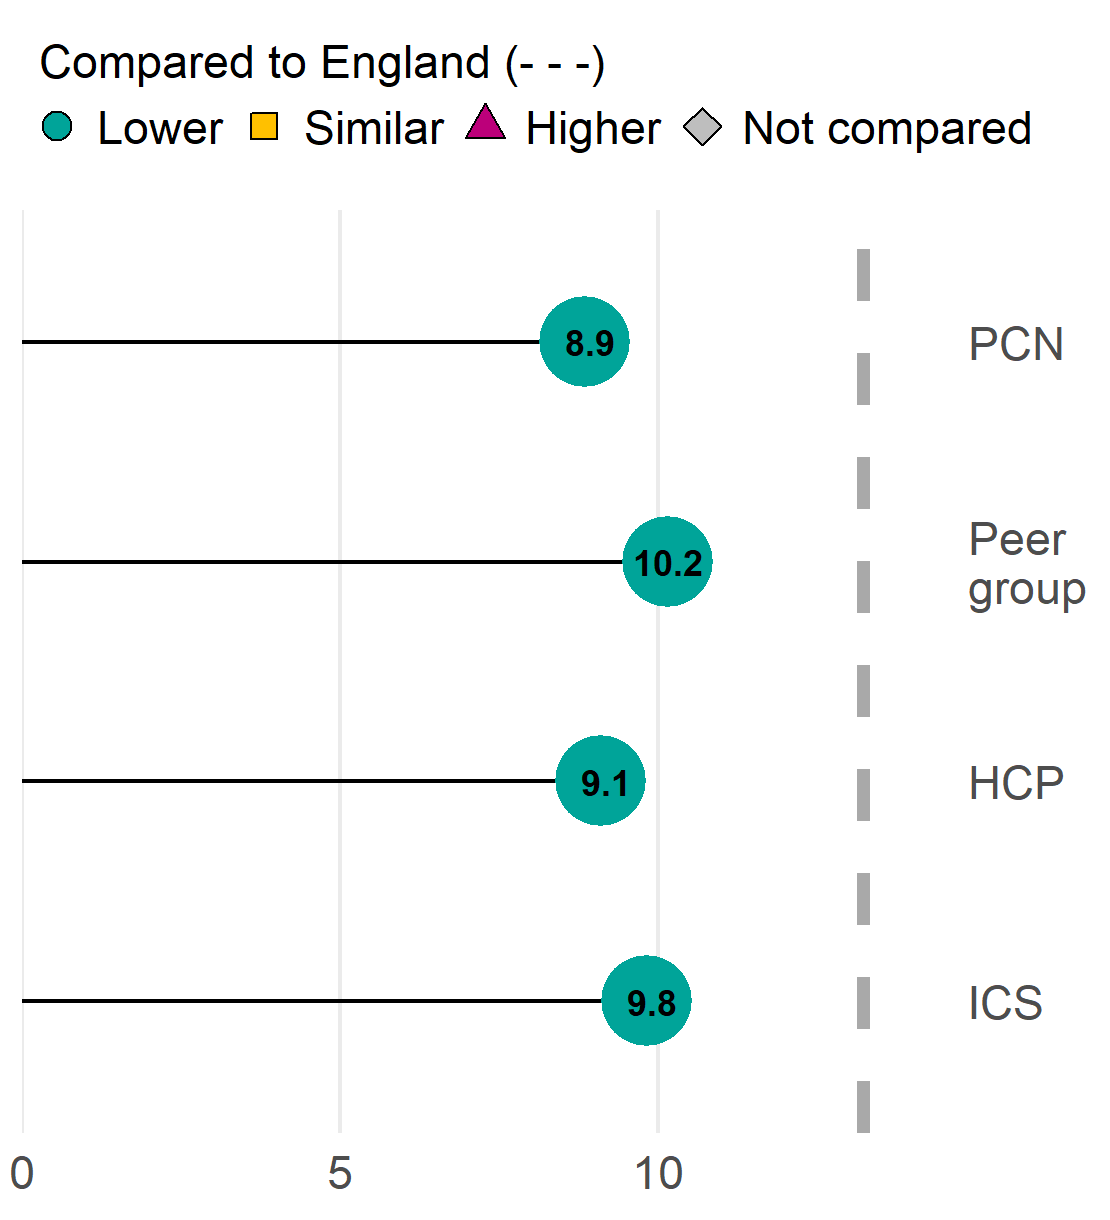 Compared to England (- - -)
Lower Similar Higher Not compared
8.9 PCN
10.2 Peer
group
9.1 HCP
9.8 ICS
0 5 10